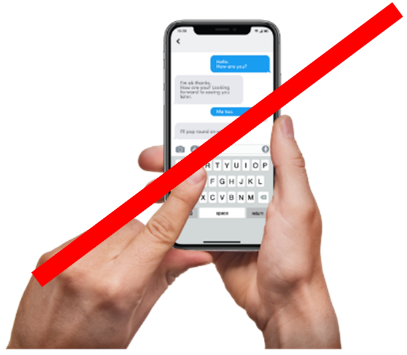 Hello.
How are you?
I'm ok thanks.
How are you? Looking
forward to seeing you
later.
Me too.
I'll pop round
R T Y U I O P
F G H J K L
X C V B N M
space
return